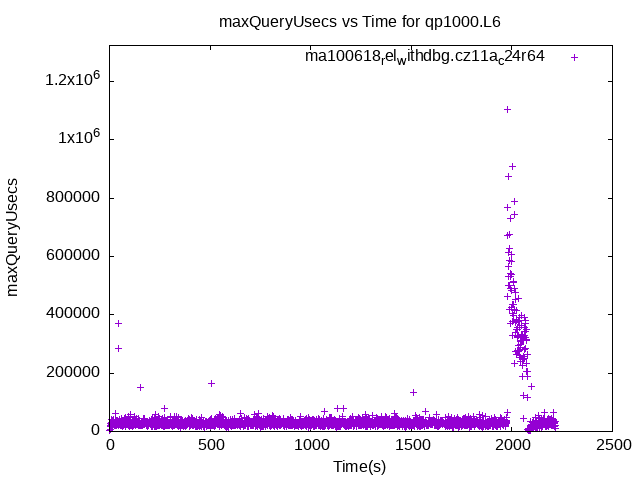 maxQueryUsecs vs Time for qp1000.L6
ma100618_rel_withdbg.cz11a_c24r64
1.2x10^6
1x10^6
800000
600000
400000
200000
0
maxQueryUsecs
0 500 1000 1500 2000 2500
Time(s)